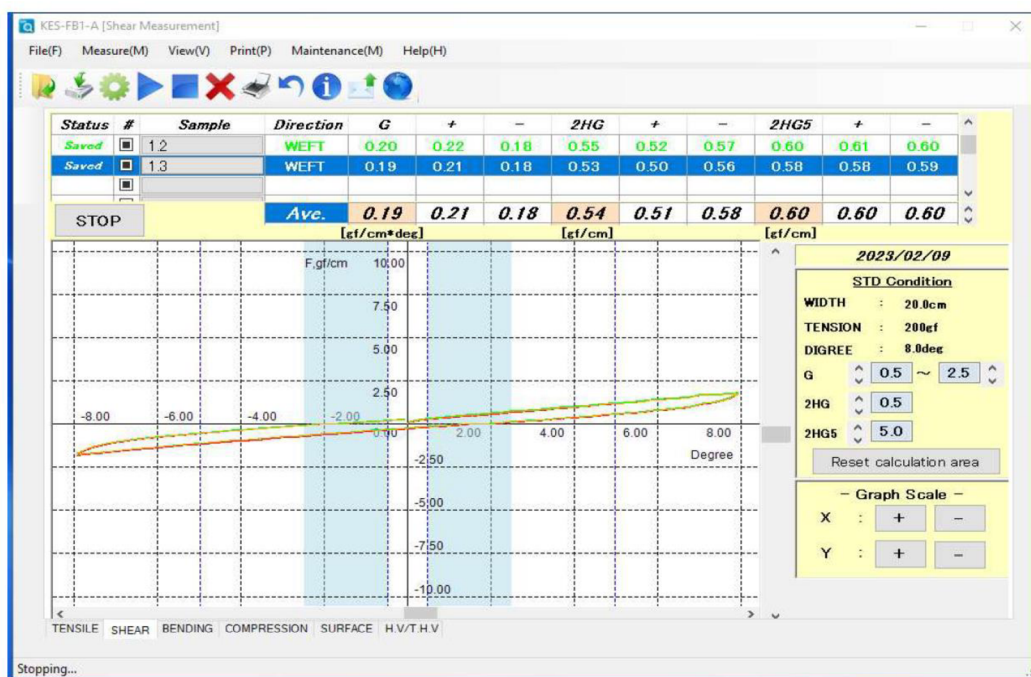 KES-FB1-A [Shear Measurement]
File(F) Measure(M) View(V) Print(P) Maintenance(M) Help(H)
Status # Sample Direction G + - 2HG + - 2HG5 + -
Saved 1.2 WEFT 0.20 0.22 0.18 0.55 0.52 0.57 0.60 0.61 0.60
Saved 1.3 WEFT 0.19 0.21 0.18 0.53 0.50 0.56 0.58 0.58 0.59
STOP Ave. 0.19 0.21 0.18 0.54 0.51 0.58 0.60 0.60 0.60
[gf/cm*deg] [gf/cm] [gf/cm]
F,gf/cm 10.00
7.50
5.00
2.50
-8.00 -6.00 -4.00 -2.00
0.00 2.00 4.00 6.00 8.00
Degree
-2.50
-5.00
-7.50
-10.00
2023/02/09
STD Condition
WIDTH : 20.0cm
TENSION : 200gf
DIGREE : 8.0deg
G 0.5 ~ 2.5
2HG 0.5
2HG5 5.0
Reset calculation area
- Graph Scale -
X : + -
Y : + -
TENSILE SHEAR BENDING COMPRESSION SURFACE H.V/T.H.V
Stopping...